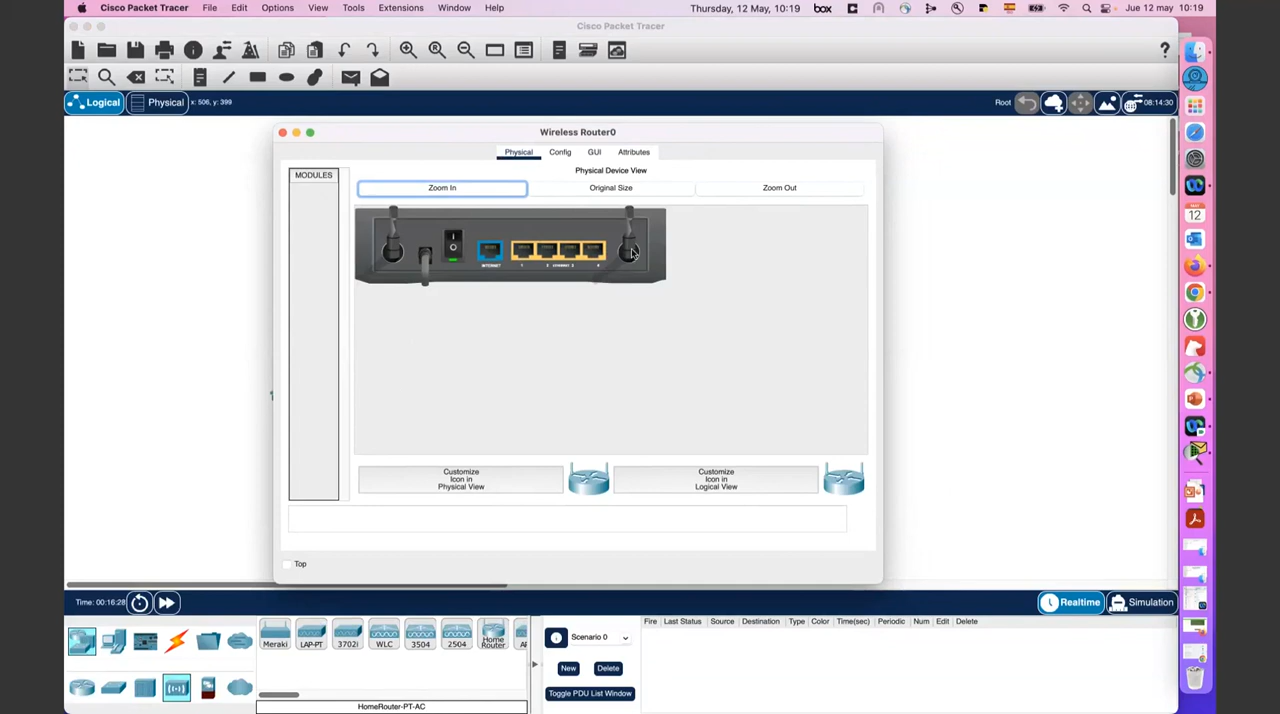 Cisco Packet Tracer File Edit Options View Tools Extensions Window Help Thursday, 12 May, 10:19 box Jue 12 may 10:19
Cisco Packet Tracer
Logical Physical x: 506, y: 399 Root 08:14:30
Wireless Router0
Physical Config GUI Attributes
MODULES
Physical Device View
Zoom In Original Size Zoom Out
INTERNET 1 2 3 4
Customize
Icon in
Physical View
Customize
Icon in
Logical View
Top
Time: 00:16:28 Realtime Simulation
Meraki LAP-PT 3702i WLC 3504 2504 Home
Router
HomeRouter-PT-AC
Scenario 0
New Delete
Toggle PDU List Window
Fire Last Status Source Destination Type Color Time(sec) Periodic Num Edit Delete